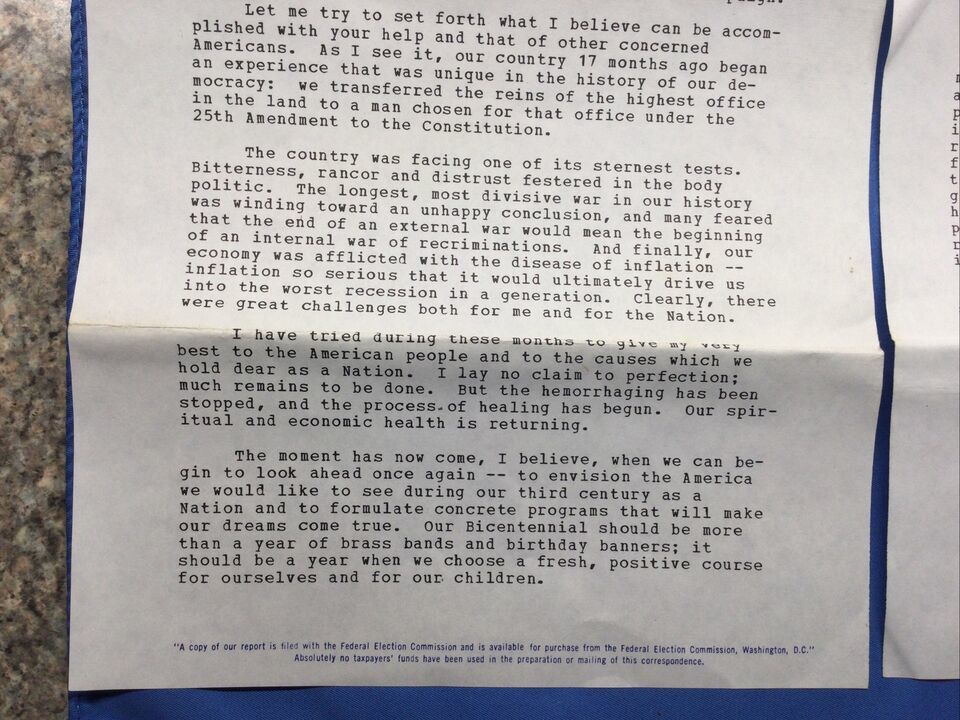 Let me try to set forth what I believe can be accom-
plished with your help and that of other concerned
Americans. As I see it, our country 17 months ago began
an experience that was unique in the history of our de-
mocracy: we transferred the reins of the highest office
in the land to a man chosen for that office under the
25th Amendment to the Constitution.
The country was facing one of its sternest tests.
Bitterness, rancor and distrust festered in the body
politic. The longest, most divisive war in our history
was winding toward an unhappy conclusion, and many feared
that the end of an external war would mean the beginning
of an internal war of recriminations. And finally, our
economy was afflicted with the disease of inflation --
inflation so serious that it would ultimately drive us
into the worst recession in a generation. Clearly, there
were great challenges both for me and for the Nation.
I have tried during these months to give my very
best to the American people and to the causes which we
hold dear as a Nation. I lay no claim to perfection;
much remains to be done. But the hemorrhaging has been
stopped, and the process of healing has begun. Our spir-
itual and economic health is returning.
The moment has now come, I believe, when we can be-
gin to look ahead once again -- to envision the America
we would like to see during our third century as a
Nation and to formulate concrete programs that will make
our dreams come true. Our Bicentennial should be more
than a year of brass bands and birthday banners; it
should be a year when we choose a fresh, positive course
for ourselves and for our children.
"A copy of our report is filed with the Federal Election Commission and is available for purchase from the Federal Election Commission, Washington, D.C."
Absolutely no taxpayers' funds have been used in the preparation or mailing of this correspondence.